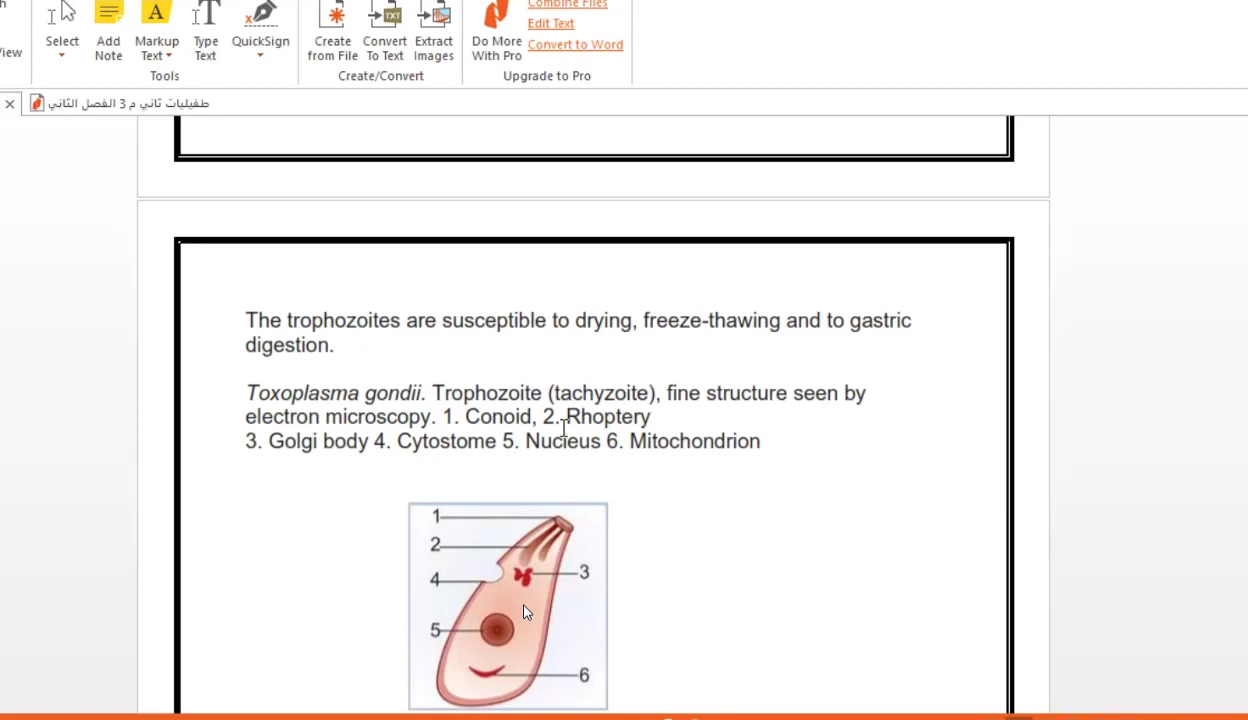 Combine Files
Select
Add
Note
Markup
Text
Type
Text
QuickSign
Create
from File
Convert
To Text
Extract
Images
Do More
With Pro
Edit Text
Convert to Word
Tools
Create/Convert
Upgrade to Pro
طفيليات ثاني م 3 الفصل الثاني
The trophozoites are susceptible to drying, freeze-thawing and to gastric
digestion.
Toxoplasma gondii. Trophozoite (tachyzoite), fine structure seen by
electron microscopy. 1. Conoid, 2. Rhoptery
3. Golgi body 4. Cytostome 5. Nucleus 6. Mitochondrion
1
2
3
4
5
6